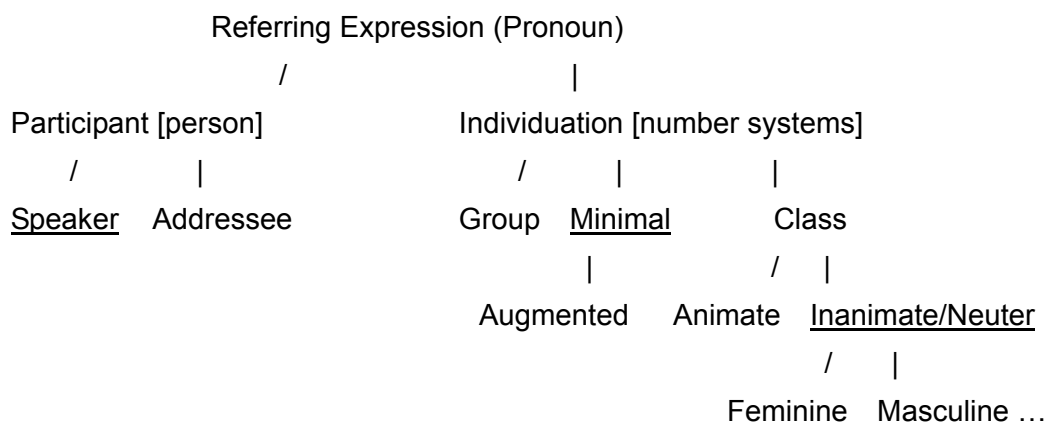 Referring Expression (Pronoun)
/ |
Participant [person] Individuation [number systems]
/ | / | |
Speaker Addressee Group Minimal Class
| / |
Augmented Animate Inanimate/Neuter
/ |
Feminine Masculine …